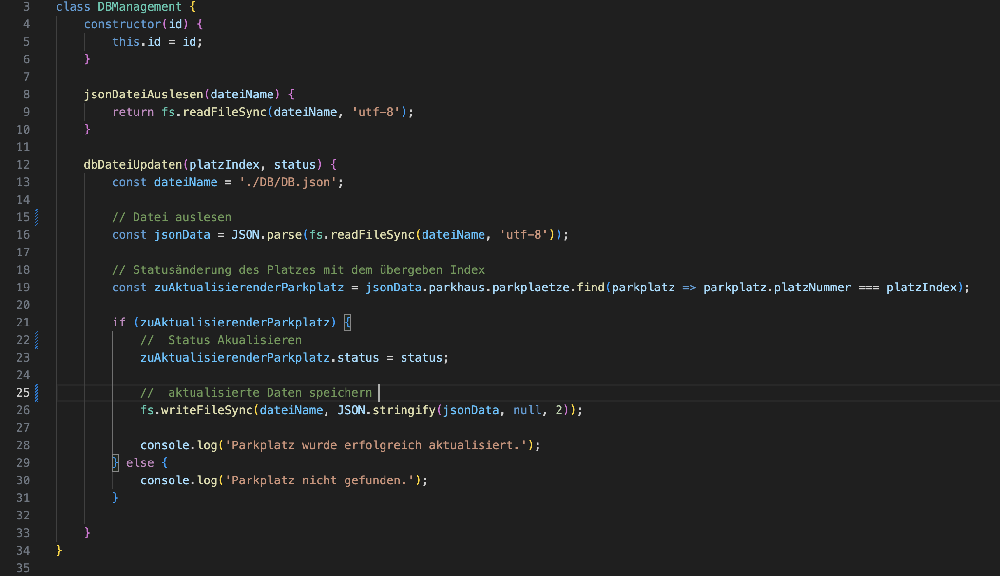 3 class DBManagement {
4 constructor(id) {
5 this.id = id;
6 }
7
8 jsonDateiAuslesen(dateiName) {
9 return fs.readFileSync(dateiName, 'utf-8');
10 }
11
12 dbDateiUpdaten(platzIndex, status) {
13 const dateiName = './DB/DB.json';
14
15 // Datei auslesen
16 const jsonData = JSON.parse(fs.readFileSync(dateiName, 'utf-8'));
17
18 // Statusänderung des Platzes mit dem übergeben Index
19 const zuAktualisierenderParkplatz = jsonData.parkhaus.parkplaetze.find(parkplatz => parkplatz.platzNummer === platzIndex);
20
21 if (zuAktualisierenderParkplatz) {
22 //  Status Akualisieren
23 zuAktualisierenderParkplatz.status = status;
24
25 //  aktualisierte Daten speichern
26 fs.writeFileSync(dateiName, JSON.stringify(jsonData, null, 2));
27
28 console.log('Parkplatz wurde erfolgreich aktualisiert.');
29 } else {
30 console.log('Parkplatz nicht gefunden.');
31 }
32
33 }
34 }
35